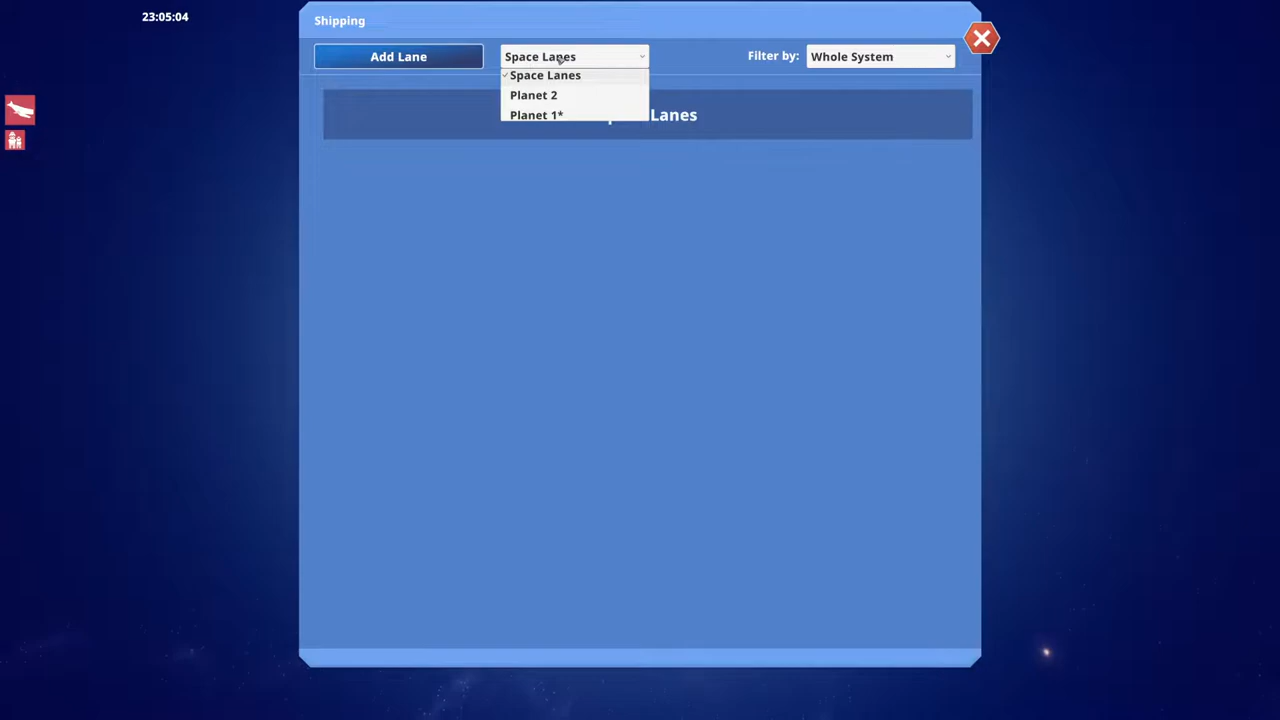 23:05:04
Shipping
Add Lane
Space Lanes
Filter by:
Whole System
Space Lanes
Planet 2
Planet 1*
Lanes